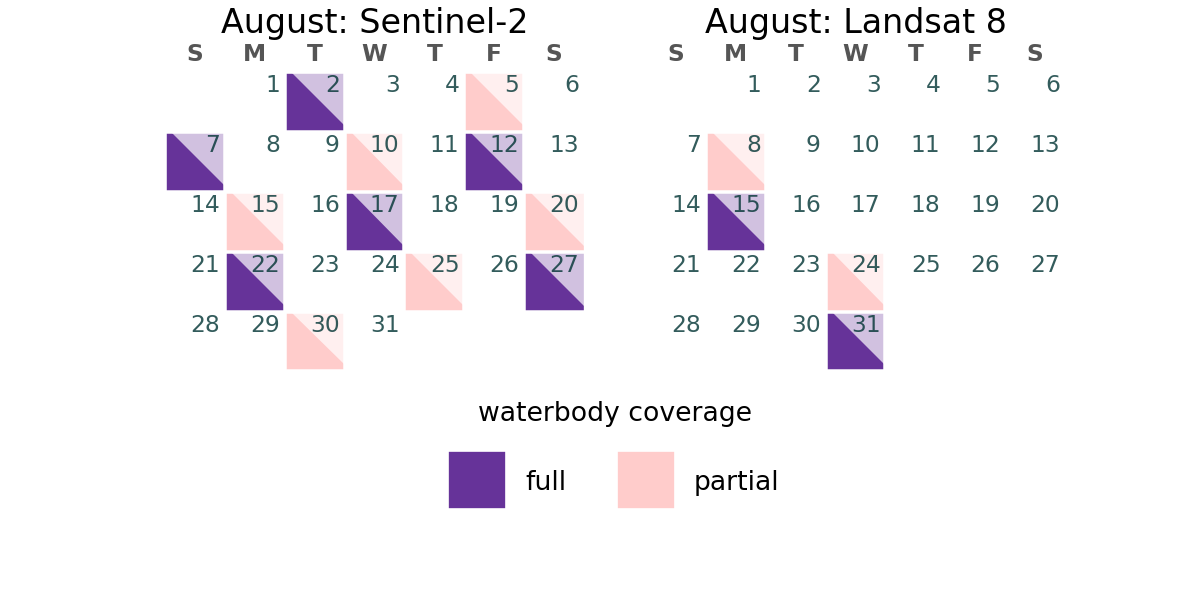 August: Sentinel-2
S M T W T F S
1 2 3 4 5 6
7 8 9 10 11 12 13
14 15 16 17 18 19 20
21 22 23 24 25 26 27
28 29 30 31
August: Landsat 8
S M T W T F S
1 2 3 4 5 6
7 8 9 10 11 12 13
14 15 16 17 18 19 20
21 22 23 24 25 26 27
28 29 30 31
waterbody coverage
full
partial